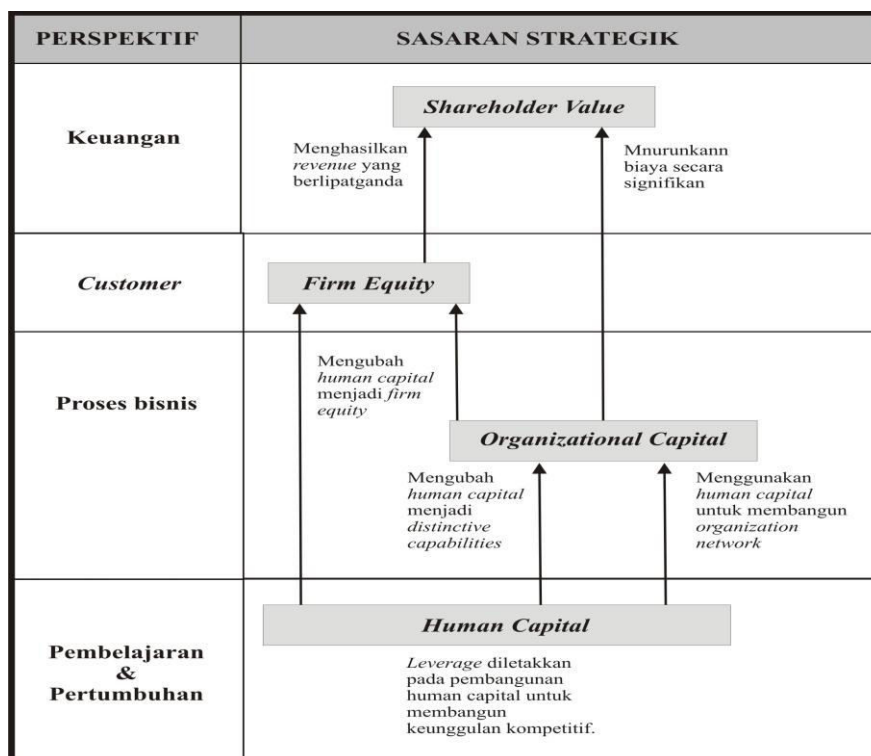 PERSPEKTIF
SASARAN STRATEGIK
Keuangan
Shareholder Value
Menghasilkan
revenue yang
berlipatganda
Mnurunkann
biaya secara
signifikan
Customer
Firm Equity
Proses bisnis
Mengubah
human capital
menjadi firm
equity
Organizational Capital
Mengubah
human capital
menjadi
distinctive
capabilities
Menggunakan
human capital
untuk membangun
organization
network
Pembelajaran
&
Pertumbuhan
Human Capital
Leverage diletakkan
pada pembangunan
human capital untuk
membangun
keunggulan kompetitif.